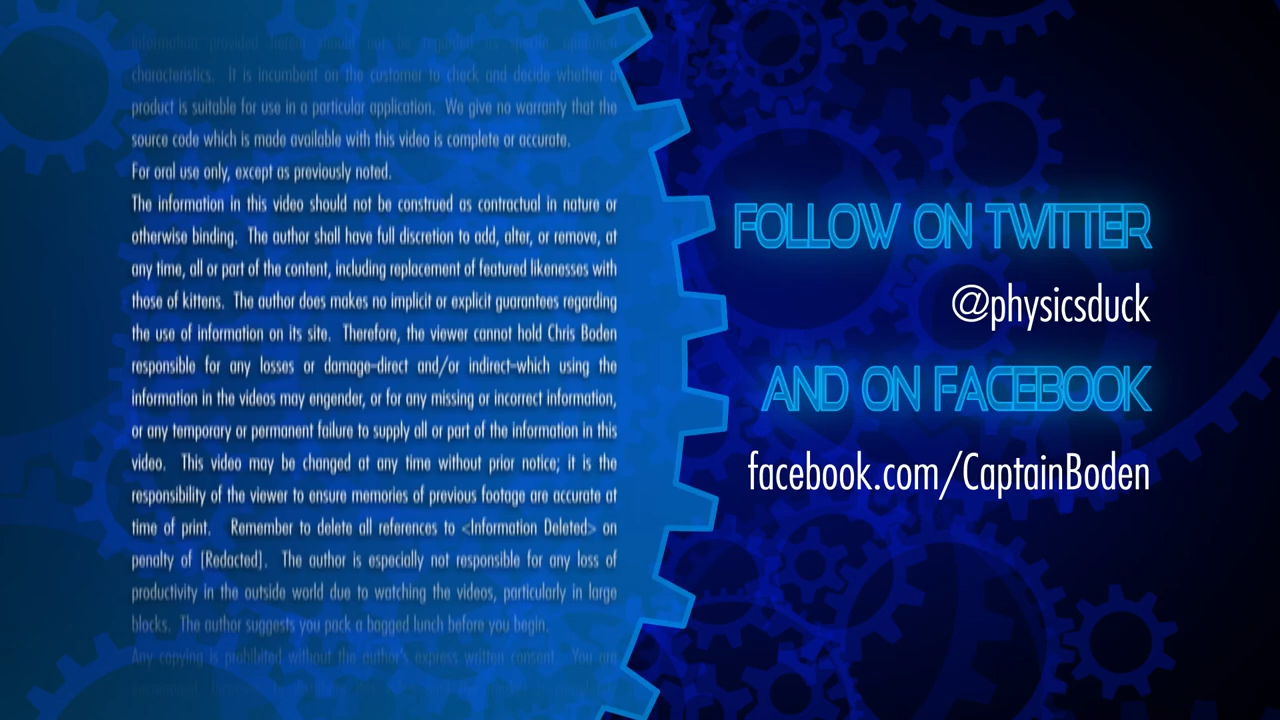 information provided herein should not be regarded as specific operational
characteristics. It is incumbent on the customer to check and decide whether a
product is suitable for use in a particular application. We give no warranty that the
source code which is made available with this video is complete or accurate.
For oral use only, except as previously noted.
The information in this video should not be construed as contractual in nature or
otherwise binding. The author shall have full discretion to add, alter, or remove, at
any time, all or part of the content, including replacement of featured likenesses with
those of kittens. The author does makes no implicit or explicit guarantees regarding
the use of information on its site. Therefore, the viewer cannot hold Chris Boden
responsible for any losses or damage-direct and/or indirect-which using the
information in the videos may engender, or for any missing or incorrect information,
or any temporary or permanent failure to supply all or part of the information in this
video. This video may be changed at any time without prior notice; it is the
responsibility of the viewer to ensure memories of previous footage are accurate at
time of print. Remember to delete all references to <Information Deleted> on
penalty of [Redacted]. The author is especially not responsible for any loss of
productivity in the outside world due to watching the videos, particularly in large
blocks. The author suggests you pack a bagged lunch before you begin.
Any copying is prohibited without the author's express written consent. You are
FOLLOW ON TWITTER
@physicsduck
AND ON FACEBOOK
facebook.com/CaptainBoden